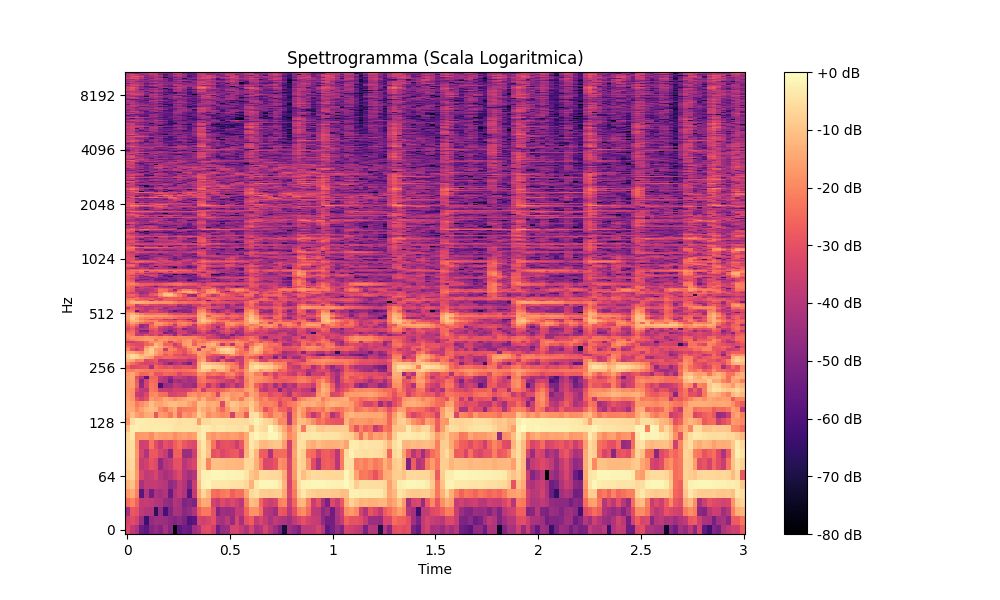 Spettrogramma (Scala Logaritmica)
Hz
8192
4096
2048
1024
512
256
128
64
0
0 0.5 1 1.5 2 2.5 3
Time
+0 dB
-10 dB
-20 dB
-30 dB
-40 dB
-50 dB
-60 dB
-70 dB
-80 dB